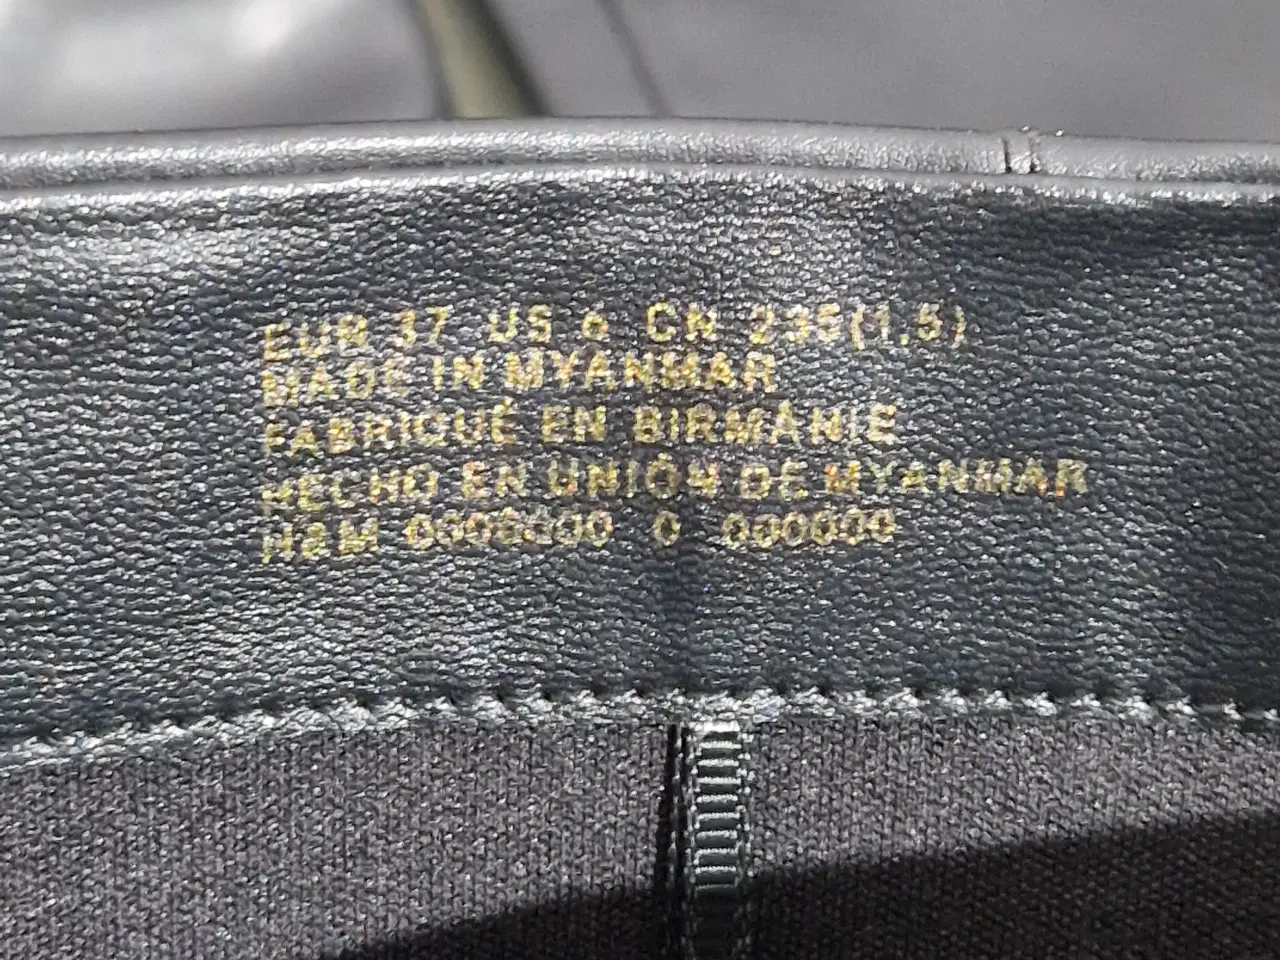 EUR 37 US 6 CN 235(1.5)
MADE IN MYANMAR
FABRIQUÉ EN BIRMANIE
HECHO EN UNIÓN DE MYANMAR
H&M 0000000 0 000000